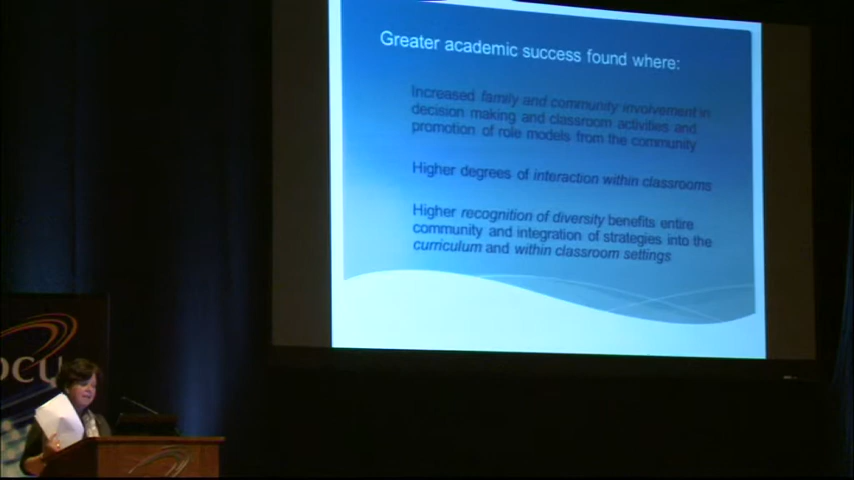 Greater academic success found where:
Increased family and community involvement in
decision making and classroom activities and
promotion of role models from the community
Higher degrees of interaction within classrooms
Higher recognition of diversity benefits entire
community and integration of strategies into the
curriculum and within classroom settings
ocu